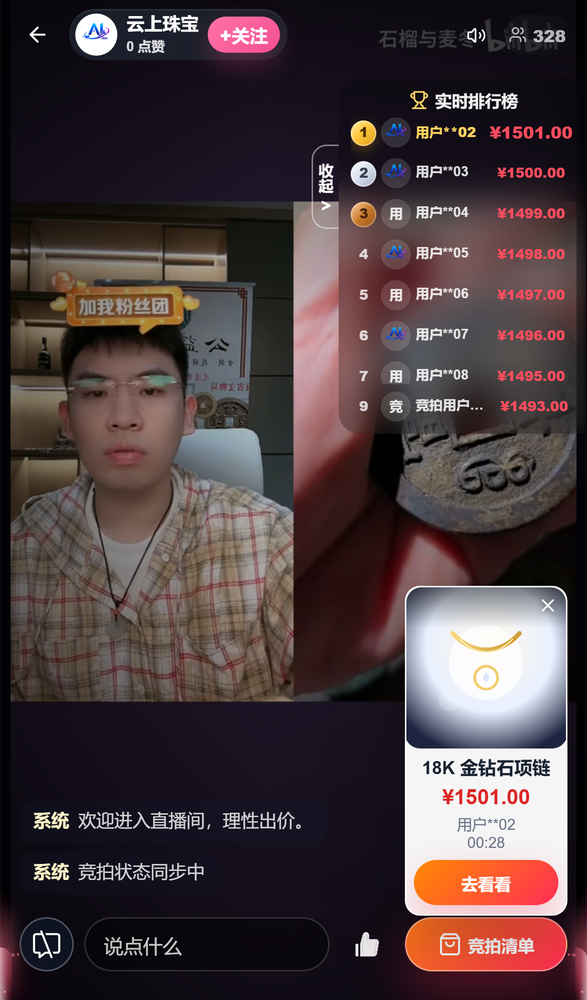 云上珠宝
0 点赞
+关注
石榴与麦冬 bilibili
328
实时排行榜
1 用户**02 ¥1501.00
2 用户**03 ¥1500.00
3 用 用户**04 ¥1499.00
4 用户**05 ¥1498.00
5 用 用户**06 ¥1497.00
6 用户**07 ¥1496.00
7 用 用户**08 ¥1495.00
9 竞 竞拍用户... ¥1493.00
收起
>
加我粉丝团
公益
18K 金钻石项链
¥1501.00
用户**02
00:28
去看看
系统 欢迎进入直播间，理性出价。
系统 竞拍状态同步中
说点什么
竞拍清单